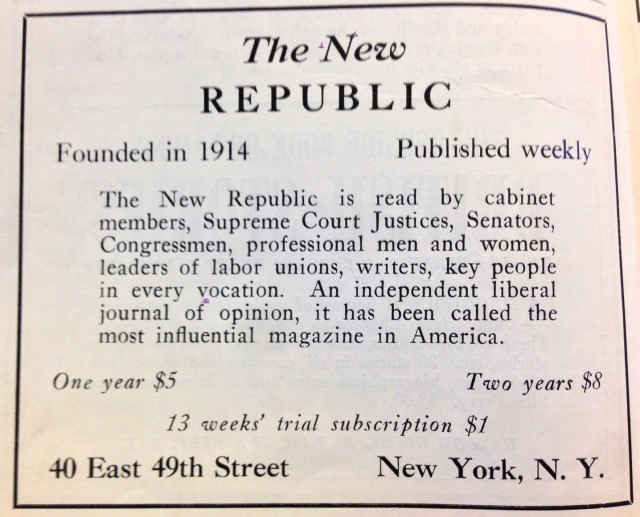 The New
REPUBLIC
Founded in 1914 Published weekly
The New Republic is read by cabinet
members, Supreme Court Justices, Senators,
Congressmen, professional men and women,
leaders of labor unions, writers, key people
in every vocation. An independent liberal
journal of opinion, it has been called the
most influential magazine in America.
One year $5 Two years $8
13 weeks' trial subscription $1
40 East 49th Street New York, N. Y.